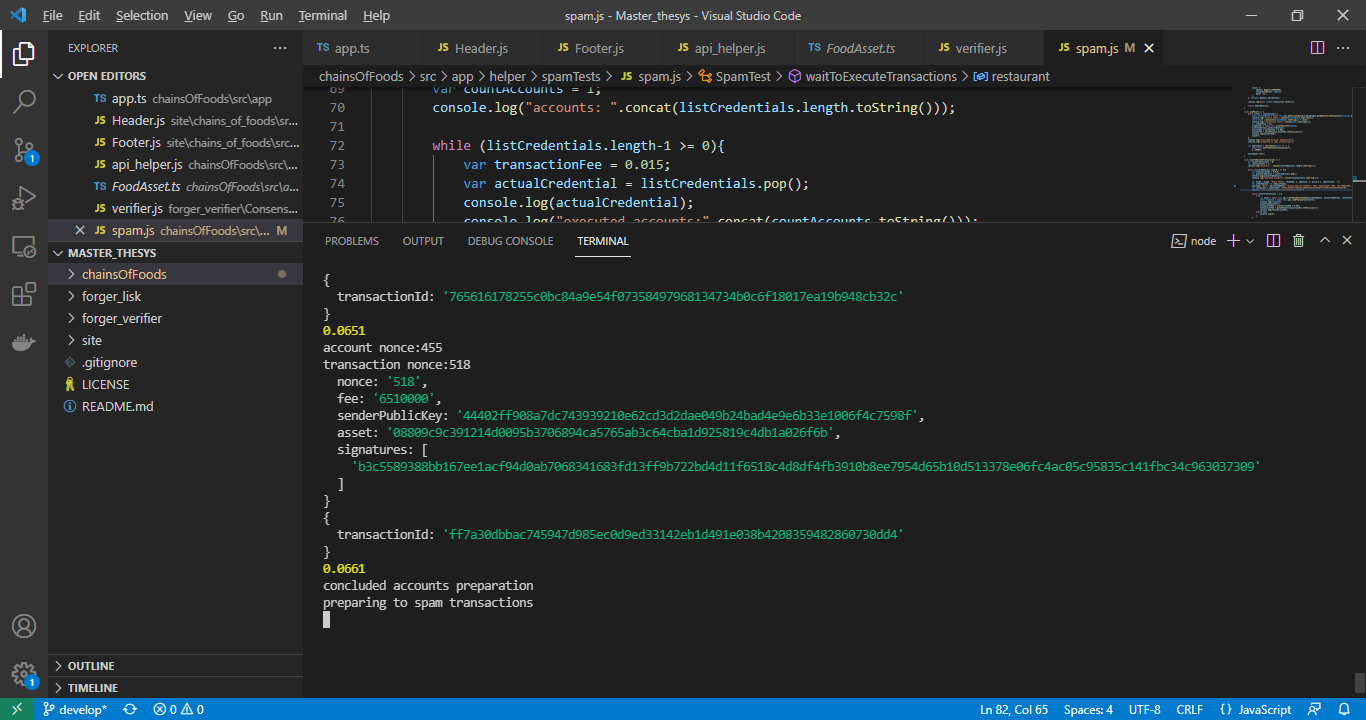 File Edit Selection View Go Run Terminal Help spam.js - Master_thesys - Visual Studio Code
EXPLORER
OPEN EDITORS
TS app.ts chainsOfFoods\src\app
JS Header.js site\chains_of_foods\sr...
JS Footer.js site\chains_of_foods\src...
JS api_helper.js chainsOfFoods\src...
TS FoodAsset.ts chainsOfFoods\src\a...
JS verifier.js forger_verifier\Consens...
JS spam.js chainsOfFoods\src\... M
MASTER_THESYS
chainsOfFoods
forger_lisk
forger_verifier
site
.gitignore
LICENSE
README.md
OUTLINE
TIMELINE
1
1
TS app.ts JS Header.js JS Footer.js JS api_helper.js TS FoodAsset.ts JS verifier.js JS spam.js M
chainsOfFoods > src > app > helper > spamTests > JS spam.js > SpamTest > waitToExecuteTransactions > restaurant
69 var countAccounts = 1;
70 console.log("accounts: ".concat(listCredentials.length.toString()));
71
72 while (listCredentials.length-1 >= 0){
73 var transactionFee = 0.015;
74 var actualCredential = listCredentials.pop();
75 console.log(actualCredential);
76 console.log("executed accounts:".concat(countAccounts.toString()));
PROBLEMS OUTPUT DEBUG CONSOLE TERMINAL node
{
transactionId: '765616178255c0bc84a9e54f07358497968134734b0c6f18017ea19b948cb32c'
}
0.0651
account nonce:455
transaction nonce:518
nonce: '518',
fee: '6510000',
senderPublicKey: '44402ff908a7dc743939210e62cd3d2dae049b24bad4e9e6b33e1006f4c7598f',
asset: '08809c9c391214d0095b3706894ca5765ab3c64cba1d925819c4db1a026f6b',
signatures: [
'b3c5589388bb167ee1acf94d0ab7068341683fd13ff9b722bd4d11f6518c4d8df4fb3910b8ee7954d65b10d513378e06fc4ac05c95835c141fbc34c963037309'
]
}
{
transactionId: 'ff7a30dbbac745947d985ec0d9ed33142eb1d491e038b4208359482860730dd4'
}
0.0661
concluded accounts preparation
preparing to spam transactions
develop* 0 0 Ln 82, Col 65 Spaces: 4 UTF-8 CRLF {} JavaScript